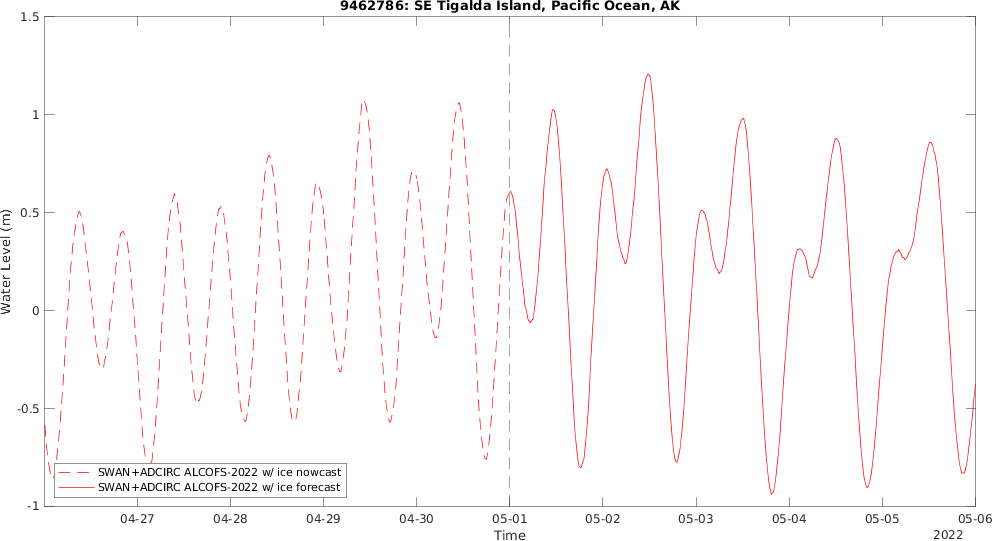 9462786: SE Tigalda Island, Pacific Ocean, AK
1.5
1
0.5
0
-0.5
-1
Water Level (m)
SWAN+ADCIRC ALCOFS-2022 w/ ice nowcast
SWAN+ADCIRC ALCOFS-2022 w/ ice forecast
04-27 04-28 04-29 04-30 05-01 05-02 05-03 05-04 05-05 05-06
Time
2022